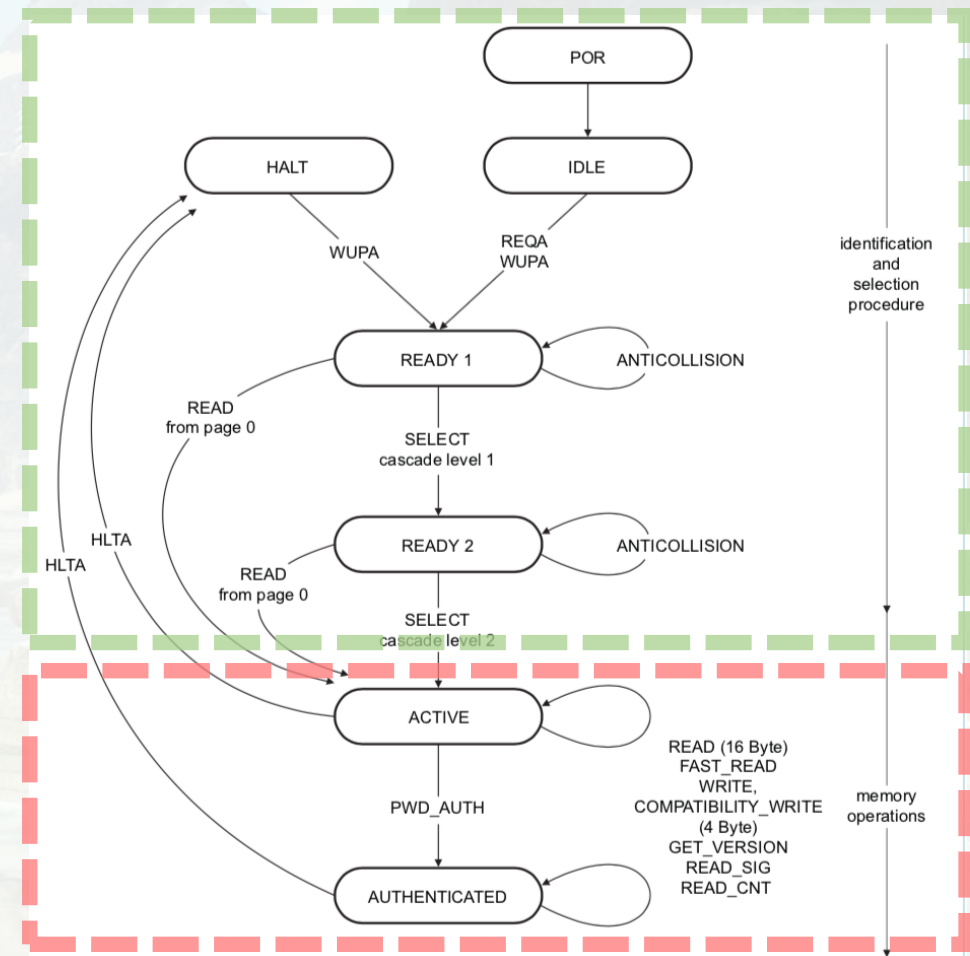 POR
HALT
IDLE
WUPA
REQA
WUPA
identification
and
selection
procedure
READY 1
ANTICOLLISION
READ
from page 0
SELECT
cascade level 1
HLTA
HLTA
READY 2
ANTICOLLISION
READ
from page 0
SELECT
cascade level 2
ACTIVE
READ (16 Byte)
FAST_READ
WRITE,
COMPATIBILITY_WRITE
(4 Byte)
GET_VERSION
READ_SIG
READ_CNT
memory
operations
PWD_AUTH
AUTHENTICATED